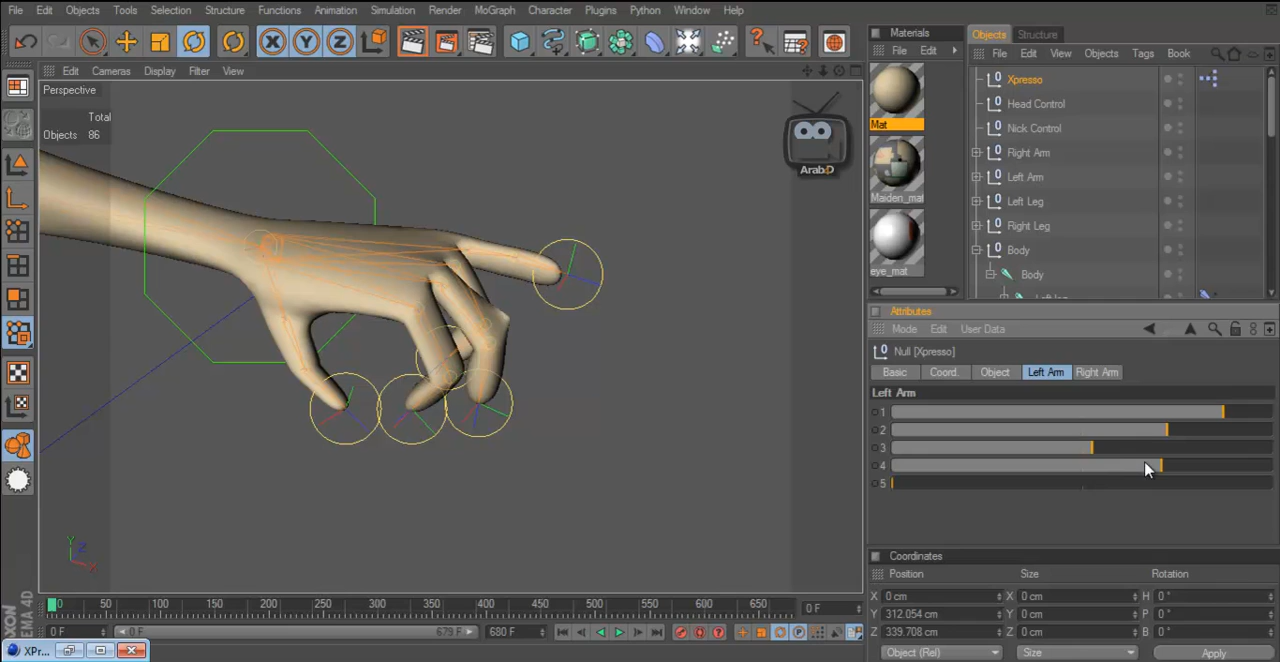 File Edit Objects Tools Selection Structure Functions Animation Simulation Render MoGraph Character Plugins Python Window Help
Edit Cameras Display Filter View
Perspective
Total
Objects 86
Arab4D
Materials
File Edit
Mat
Maiden_mat
eye_mat
Objects Structure
File Edit View Objects Tags Book
Xpresso
Head Control
Nick Control
Right Arm
Left Arm
Left Leg
Right Leg
Body
Body
Attributes
Mode Edit User Data
Null [Xpresso]
Basic Coord. Object Left Arm Right Arm
Left Arm
1
2
3
4
5
Coordinates
Position Size Rotation
X 0 cm X 0 cm H 0 °
Y 312.054 cm Y 0 cm P 0 °
Z 339.708 cm Z 0 cm B 0 °
Object (Rel) Size Apply
Y Z X
0 50 100 150 200 250 300 350 400 450 500 550 600 650 0 F
0 F 0 F 679 F 680 F
XPr...